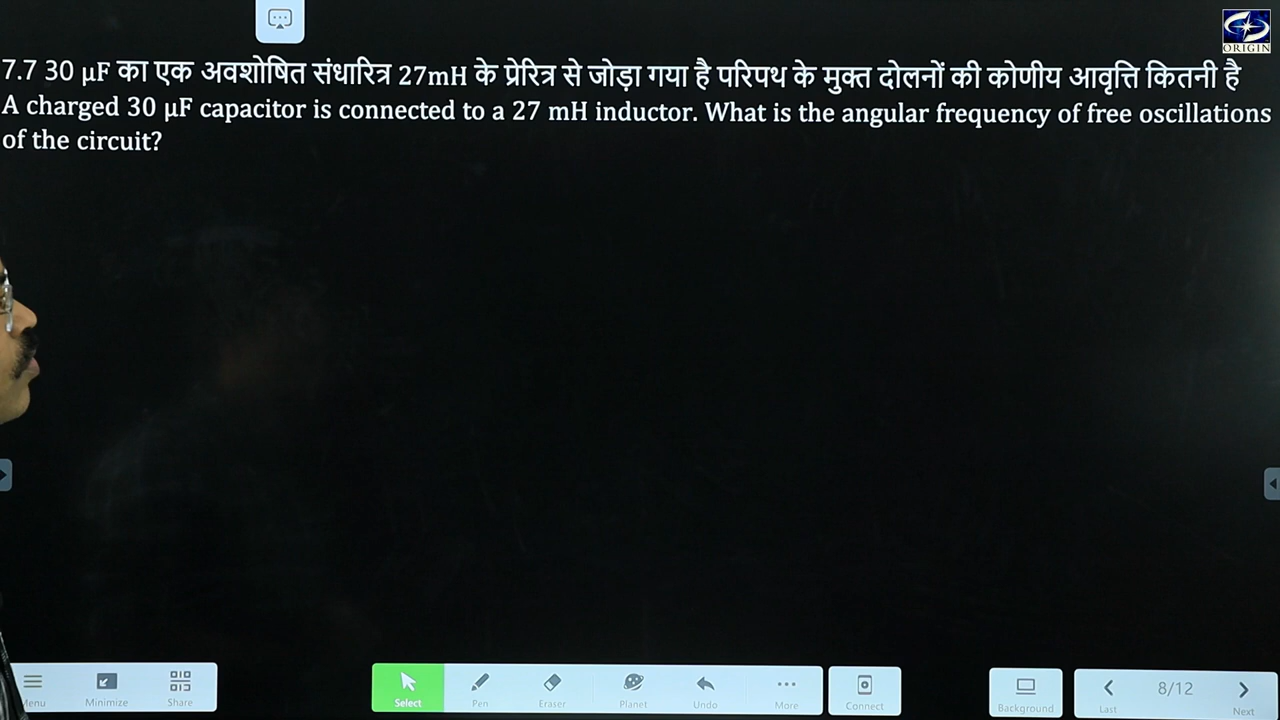 ORIGIN
7.7 30 μF का एक अवशोषित संधारित्र 27mH के प्रेरित्र से जोड़ा गया है परिपथ के मुक्त दोलनों की कोणीय आवृत्ति कितनी है
A charged 30 μF capacitor is connected to a 27 mH inductor. What is the angular frequency of free oscillations
of the circuit?
enu Minimize Share Select Pen Eraser Planet Undo More Connect Background Last 8/12 Next